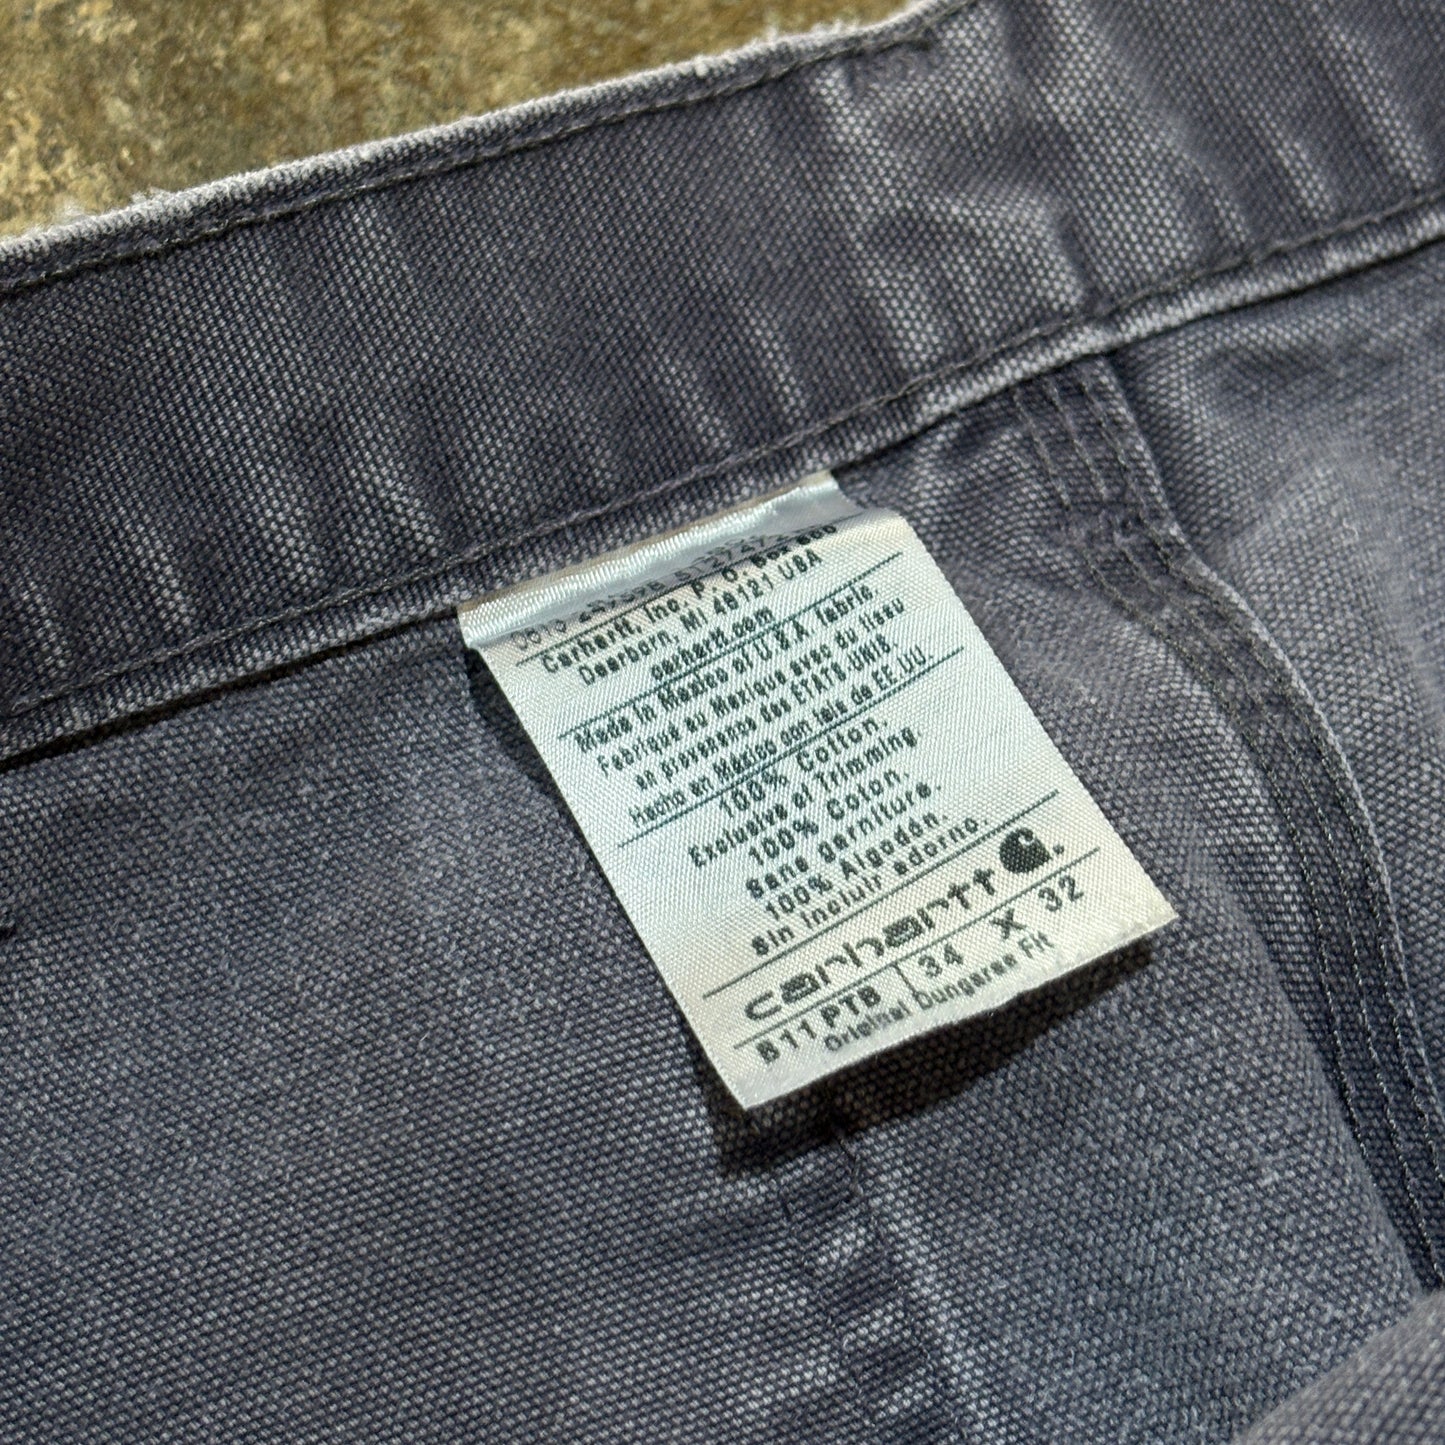 Carhartt, Inc. P. O. Box 600
Dearborn, MI 48121 USA
carhartt.com
Made in Mexico of U.S.A. fabric
Fabriqué au Mexique avec du tissu
en provenance des ÉTATS-UNIS.
Hecho en México con tela de EE.UU.
100% Cotton.
Exclusive of Trimming
100% Coton.
Sans garniture.
100% Algodón.
Sin incluir adorno.
carhartt
B11 PTB 34 X 32
Original Dungaree Fit